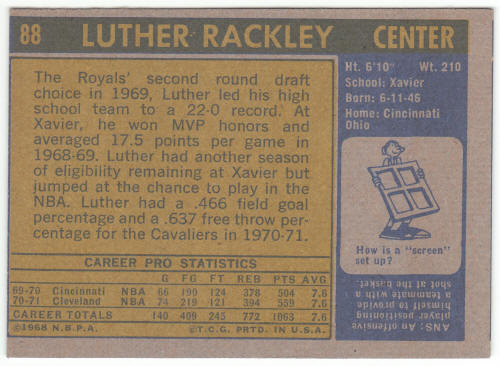 88 LUTHER RACKLEY CENTER
The Royals' second round draft
choice in 1969, Luther led his high
school team to a 22-0 record. At
Xavier, he won MVP honors and
averaged 17.5 points per game in
1968-69. Luther had another season
of eligibility remaining at Xavier but
jumped at the chance to play in the
NBA. Luther had a .466 field goal
percentage and a .637 free throw per-
centage for the Cavaliers in 1970-71.
Ht. 6'10" Wt. 210
School: Xavier
Born: 6-11-46
Home: Cincinnati
Ohio
How is a "screen"
set up?
ANS: An offensive
player positioning
himself to provide
a teammate with a
shot at the basket.
CAREER PRO STATISTICS
G FG FT REB PTS AVG
69-70 Cincinnati NBA 66 190 124 378 504 7.6
70-71 Cleveland NBA 74 219 121 394 559 7.6
CAREER TOTALS 140 409 245 772 1063 7.6
©1968 N.B.P.A. ©T.C.G. PRTD. IN U.S.A.